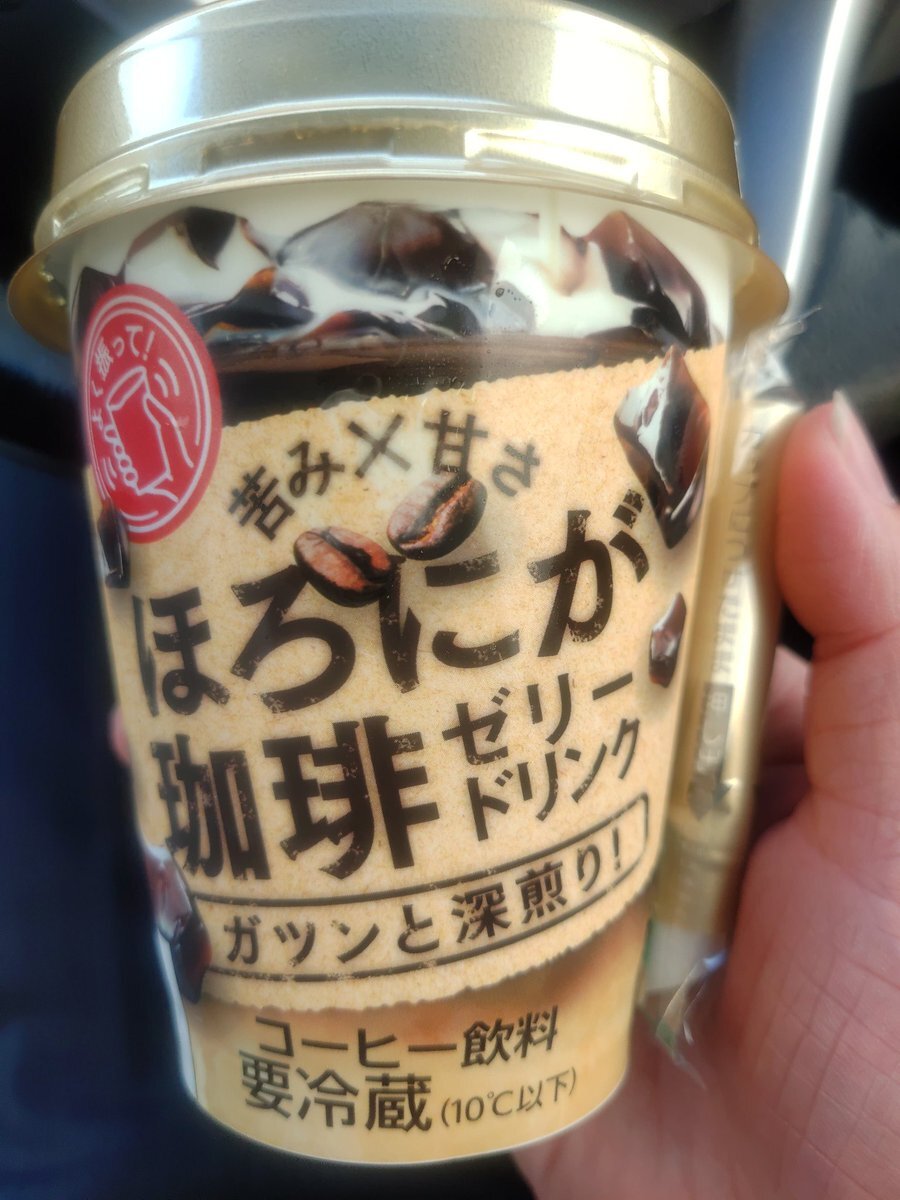 よく振って!
苦み×甘さ
ほろにが
珈琲ゼリー
ドリンク
ガツンと深煎り!
コーヒー飲料
要冷蔵(10℃以下)